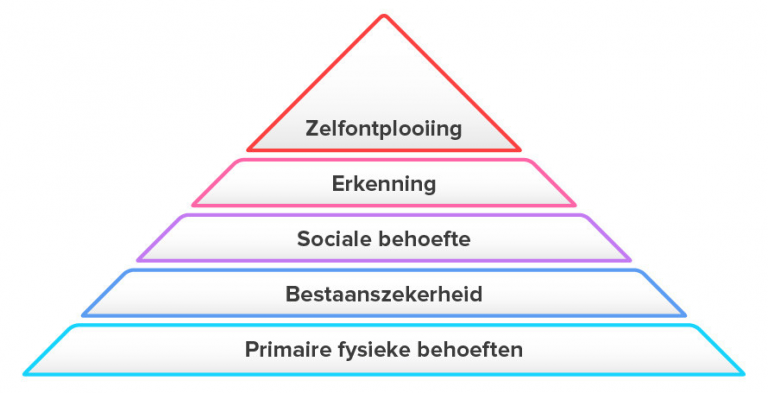 Zelfontplooiing
Erkenning
Sociale behoefte
Bestaanszekerheid
Primaire fysieke behoeften